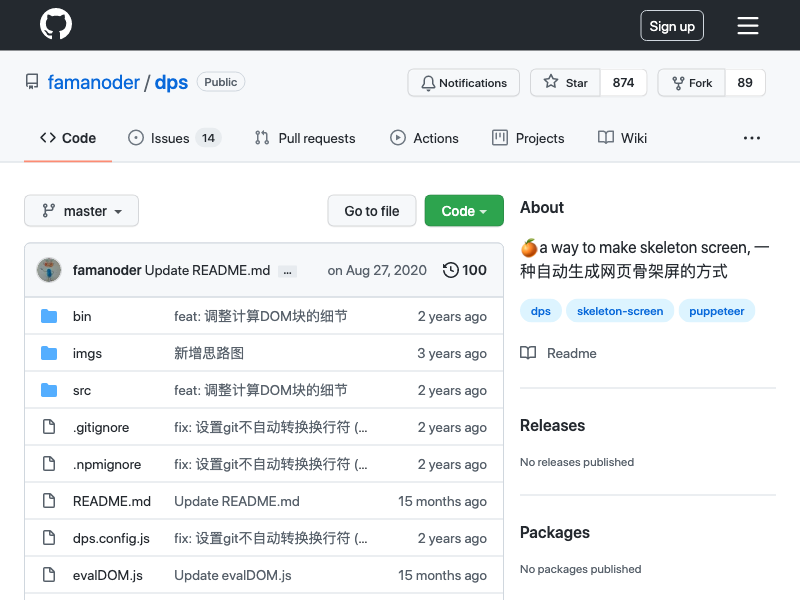 Sign up
famanoder / dps Public
Notifications
Star 874
Fork 89
Code
Issues 14
Pull requests
Actions
Projects
Wiki
master
Go to file
Code
famanoder Update README.md ... on Aug 27, 2020 100
bin feat: 调整计算DOM块的细节 2 years ago
imgs 新增思路图 3 years ago
src feat: 调整计算DOM块的细节 2 years ago
.gitignore fix: 设置git不自动转换换行符 (... 2 years ago
.npmignore fix: 设置git不自动转换换行符 (... 2 years ago
README.md Update README.md 15 months ago
dps.config.js fix: 设置git不自动转换换行符 (... 2 years ago
evalDOM.js Update evalDOM.js 15 months ago
About
🍊a way to make skeleton screen, 一
种自动生成网页骨架屏的方式
dps skeleton-screen puppeteer
Readme
Releases
No releases published
Packages
No packages published